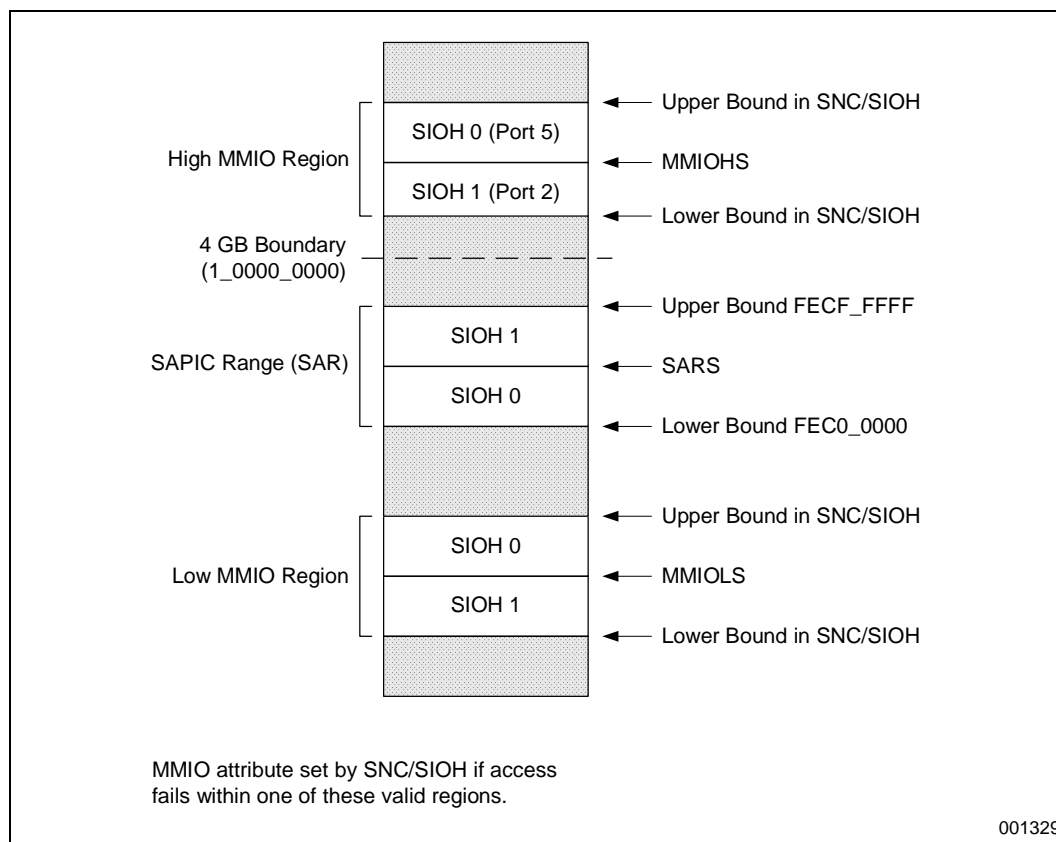 Upper Bound in SNC/SIOH
SIOH 0 (Port 5)
High MMIO Region
MMIOHS
SIOH 1 (Port 2)
Lower Bound in SNC/SIOH
4 GB Boundary
(1_0000_0000)
Upper Bound FECF_FFFF
SIOH 1
SAPIC Range (SAR)
SARS
SIOH 0
Lower Bound FEC0_0000
Upper Bound in SNC/SIOH
SIOH 0
Low MMIO Region
MMIOLS
SIOH 1
Lower Bound in SNC/SIOH
MMIO attribute set by SNC/SIOH if access
fails within one of these valid regions.
001329